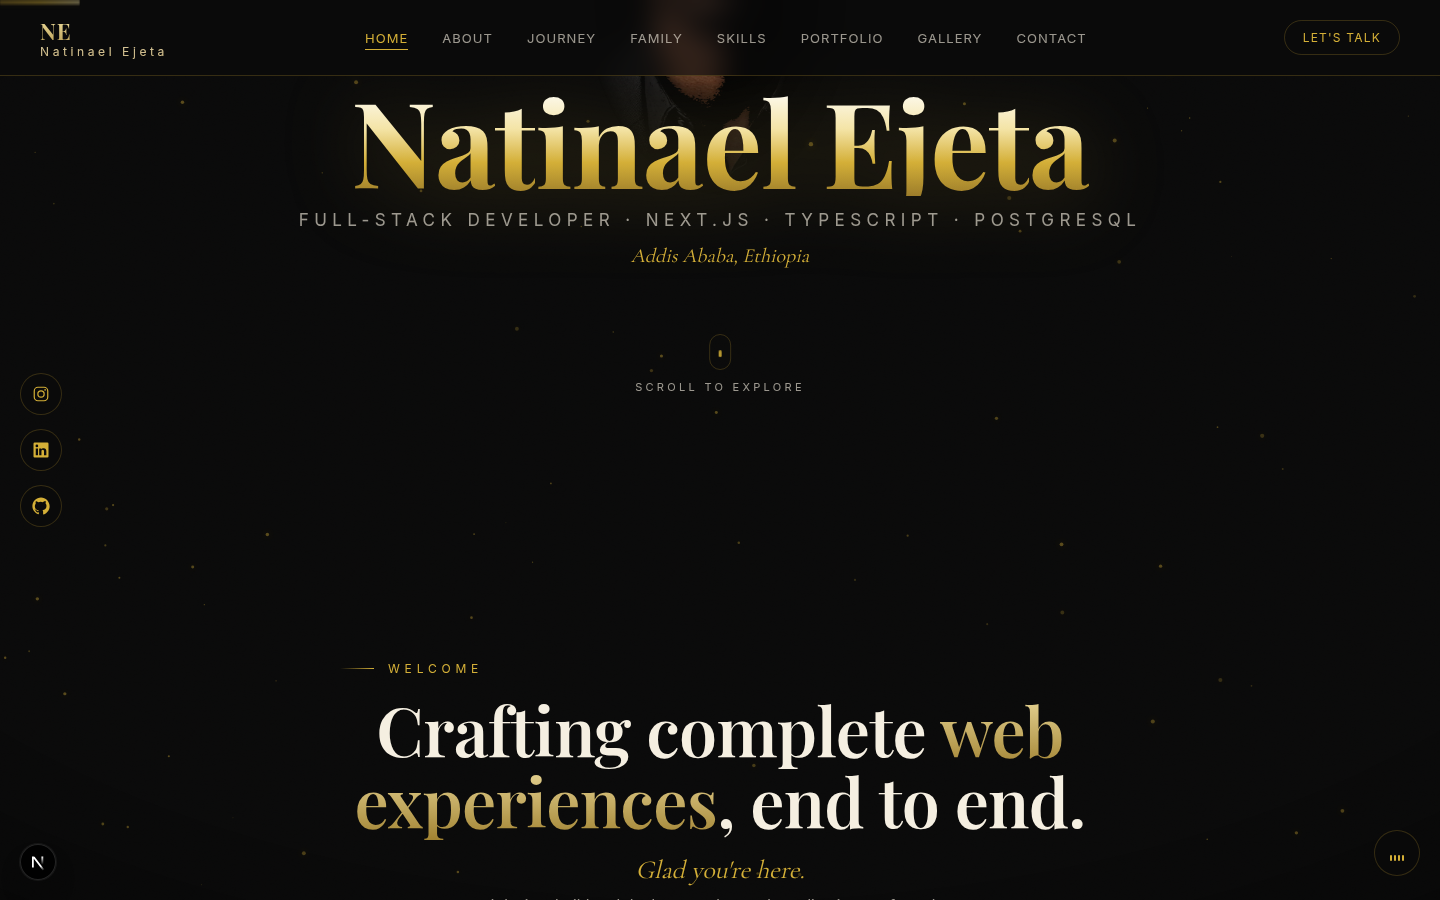 NE
Natinael Ejeta
HOME ABOUT JOURNEY FAMILY SKILLS PORTFOLIO GALLERY CONTACT
LET'S TALK
Natinael Ejeta
FULL-STACK DEVELOPER · NEXT.JS · TYPESCRIPT · POSTGRESQL
Addis Ababa, Ethiopia
SCROLL TO EXPLORE
WELCOME
Crafting complete web
experiences, end to end.
Glad you're here.